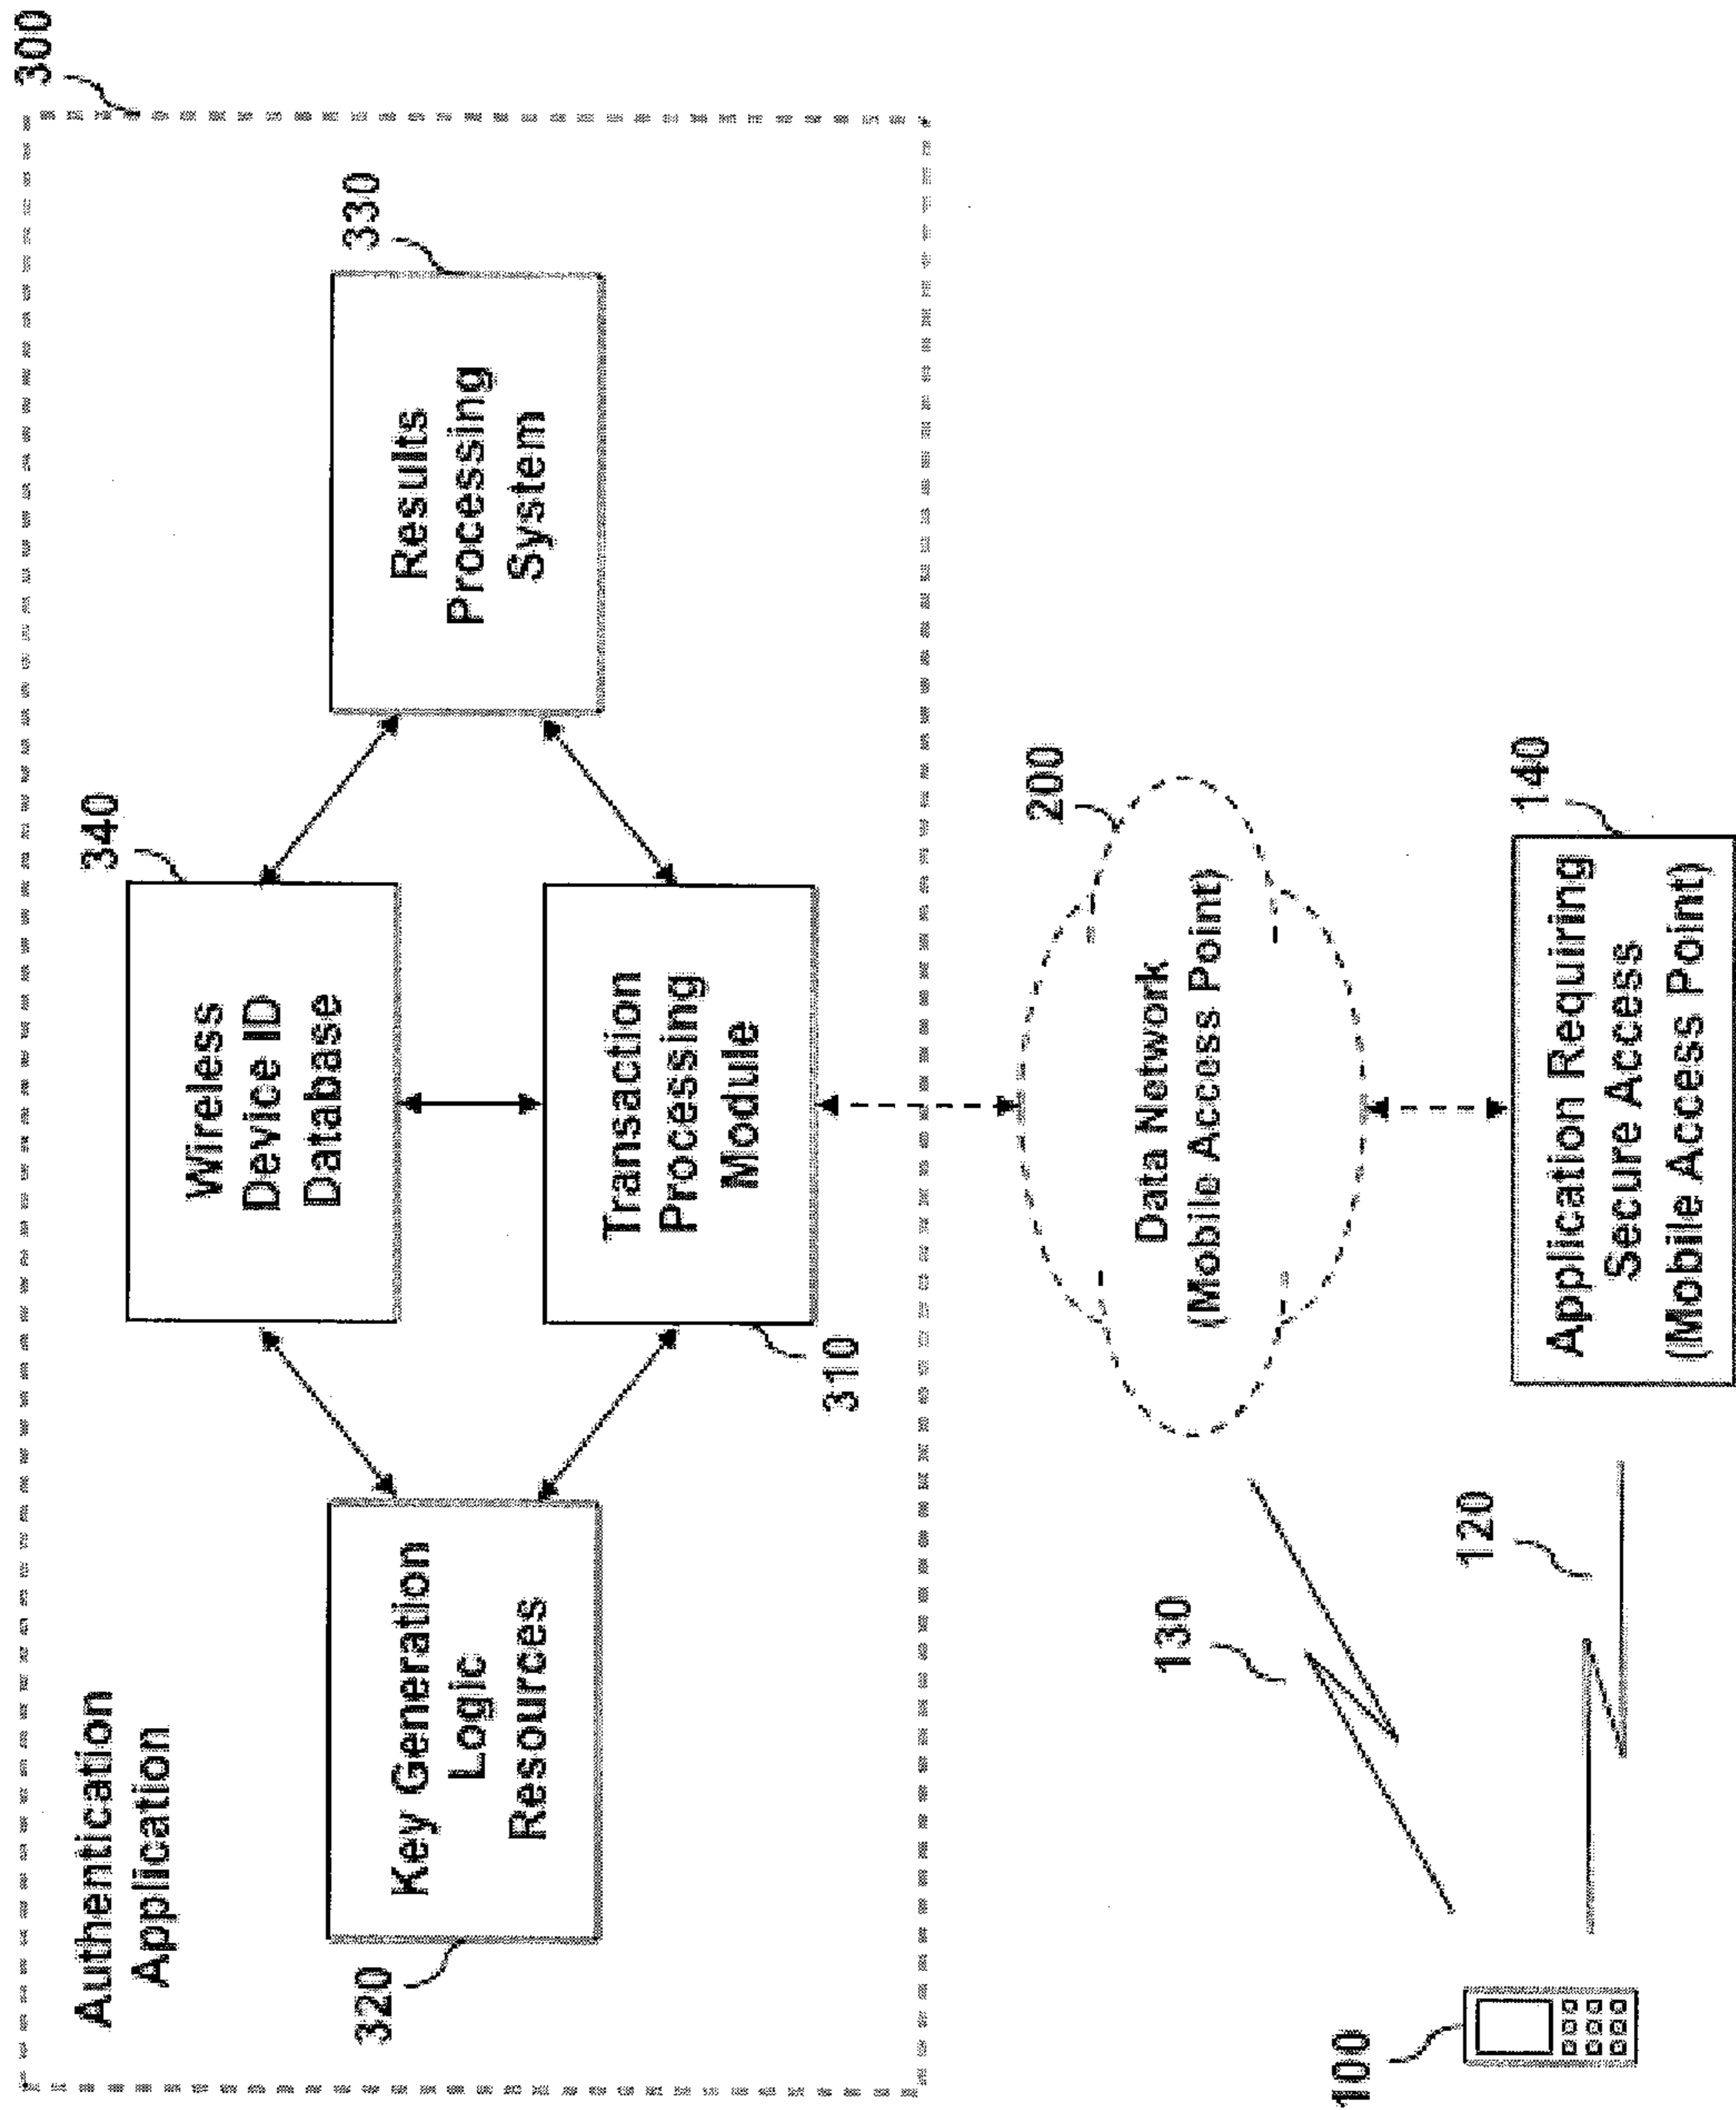 300
Authentication
Application
340
Wireless
Device ID
Database
320
Key Generation
Logic
Resources
330
Results
Processing
System
Transaction
Processing
Module
310
200
Data Network
(Mobile Access Point)
130
120
100
140
Application Requiring
Secure Access
(Mobile Access Point)